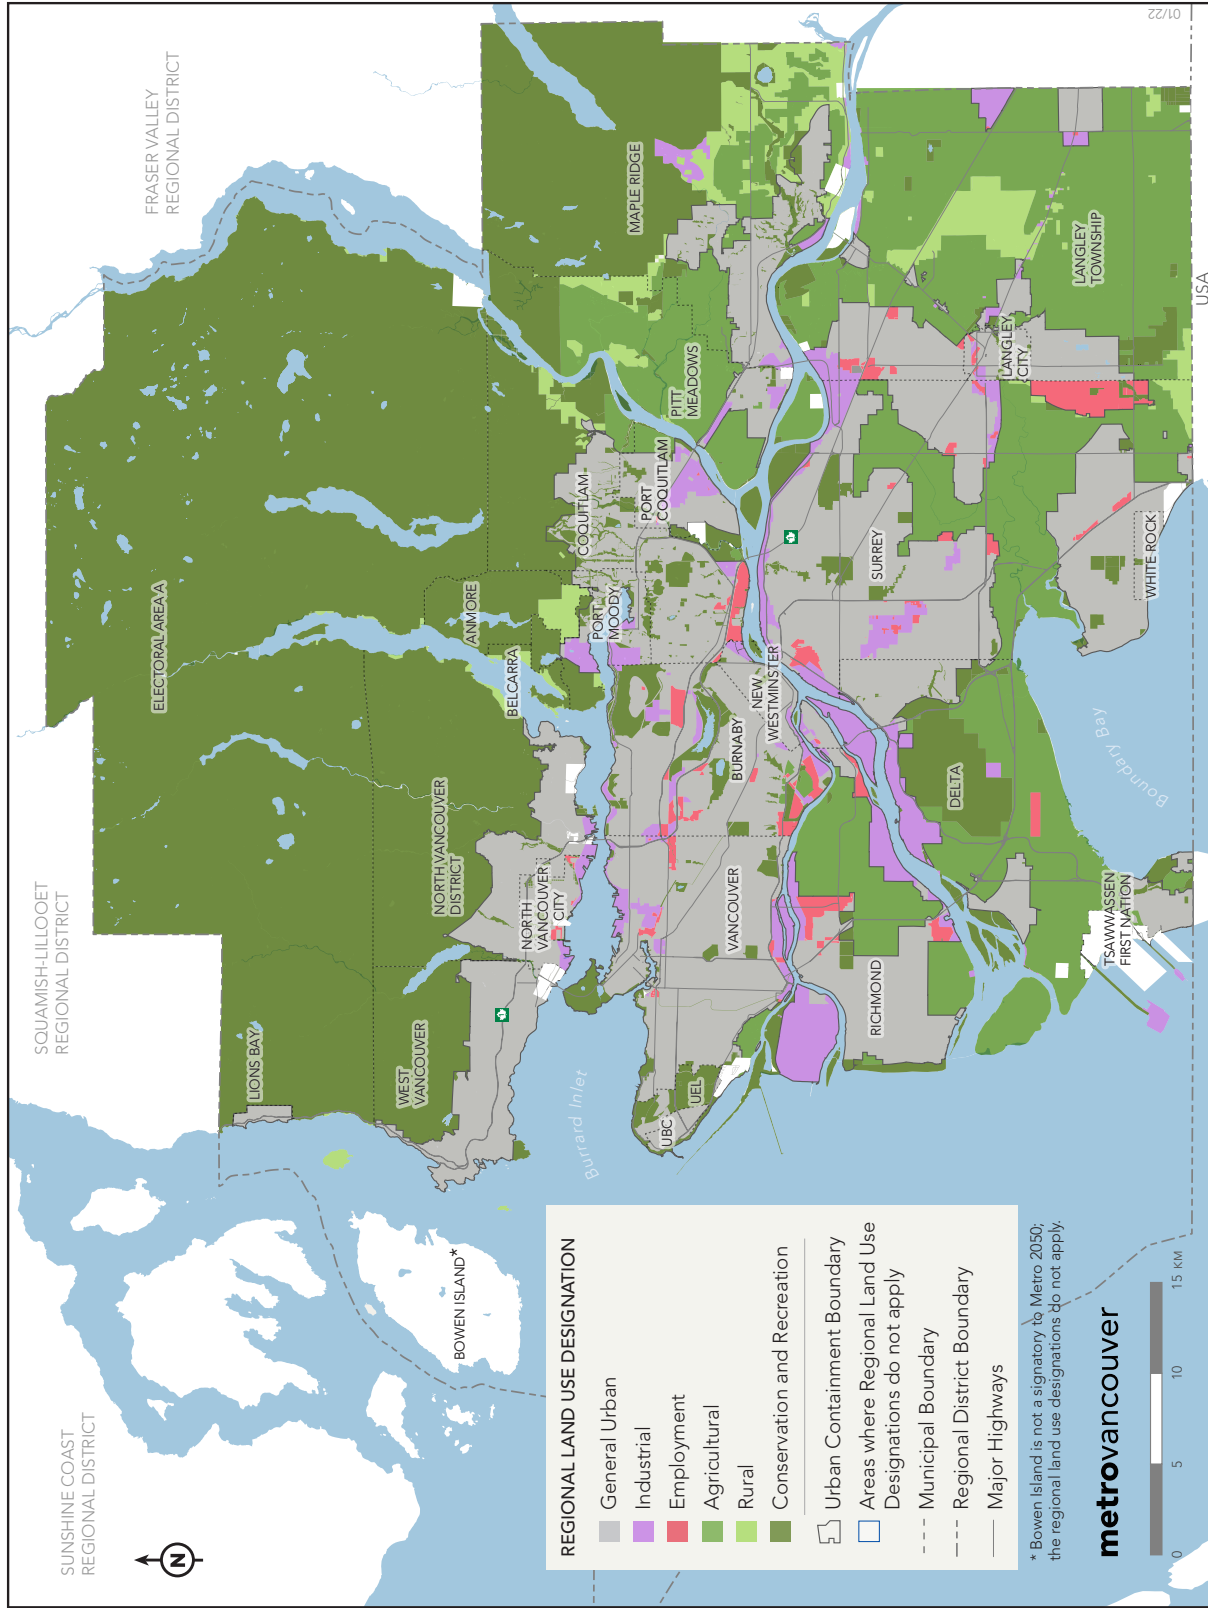 SQUAMISH-LILLOOET
REGIONAL DISTRICT
FRASER VALLEY
REGIONAL DISTRICT
SUNSHINE COAST
REGIONAL DISTRICT
N
ELECTORAL AREA A
LIONS BAY
WEST
VANCOUVER
NORTH VANCOUVER
DISTRICT
NORTH
VANCOUVER
CITY
BOWEN ISLAND*
BELCARRA
ANMORE
PORT
MOODY
COQUITLAM
PORT
COQUITLAM
PITT
MEADOWS
MAPLE RIDGE
Burrard Inlet
UBC
UEL
VANCOUVER
BURNABY
NEW
WESTMINSTER
RICHMOND
DELTA
SURREY
LANGLEY
CITY
LANGLEY
TOWNSHIP
WHITE ROCK
Boundary Bay
TSAWWASSEN
FIRST NATION
USA
REGIONAL LAND USE DESIGNATION
General Urban
Industrial
Employment
Agricultural
Rural
Conservation and Recreation
Urban Containment Boundary
Areas where Regional Land Use
Designations do not apply
Municipal Boundary
Regional District Boundary
Major Highways
* Bowen Island is not a signatory to Metro 2050;
the regional land use designations do not apply.
metrovancouver
0 5 10 15 KM
01/22